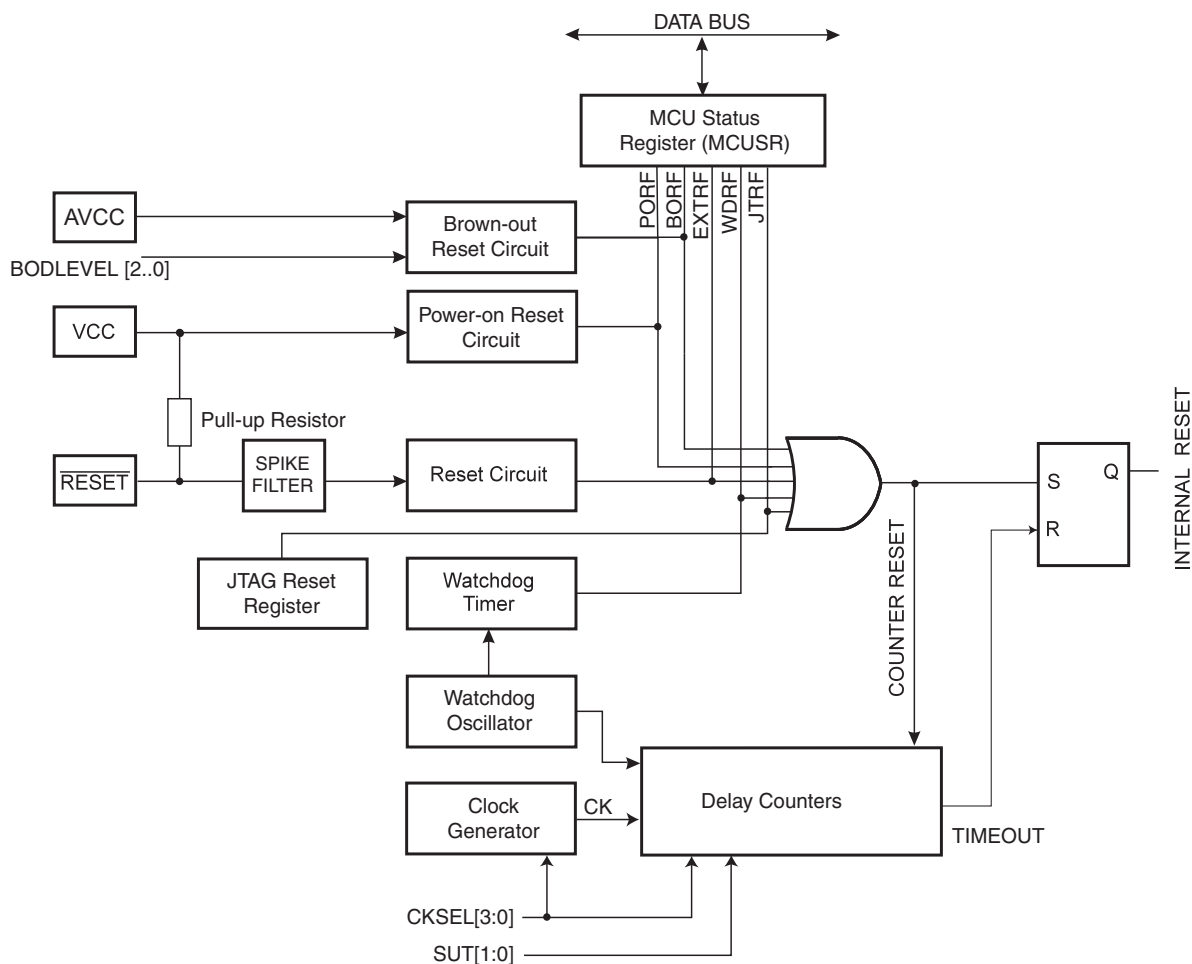 DATA BUS
MCU Status
Register (MCUSR)
PORF
BORF
EXTRF
WDRF
JTRF
AVCC
Brown-out
Reset Circuit
BODLEVEL [2..0]
VCC
Power-on Reset
Circuit
Pull-up Resistor
RESET
SPIKE
FILTER
Reset Circuit
S
Q
R
INTERNAL RESET
COUNTER RESET
JTAG Reset
Register
Watchdog
Timer
Watchdog
Oscillator
Clock
Generator
CK
Delay Counters
TIMEOUT
CKSEL[3:0]
SUT[1:0]